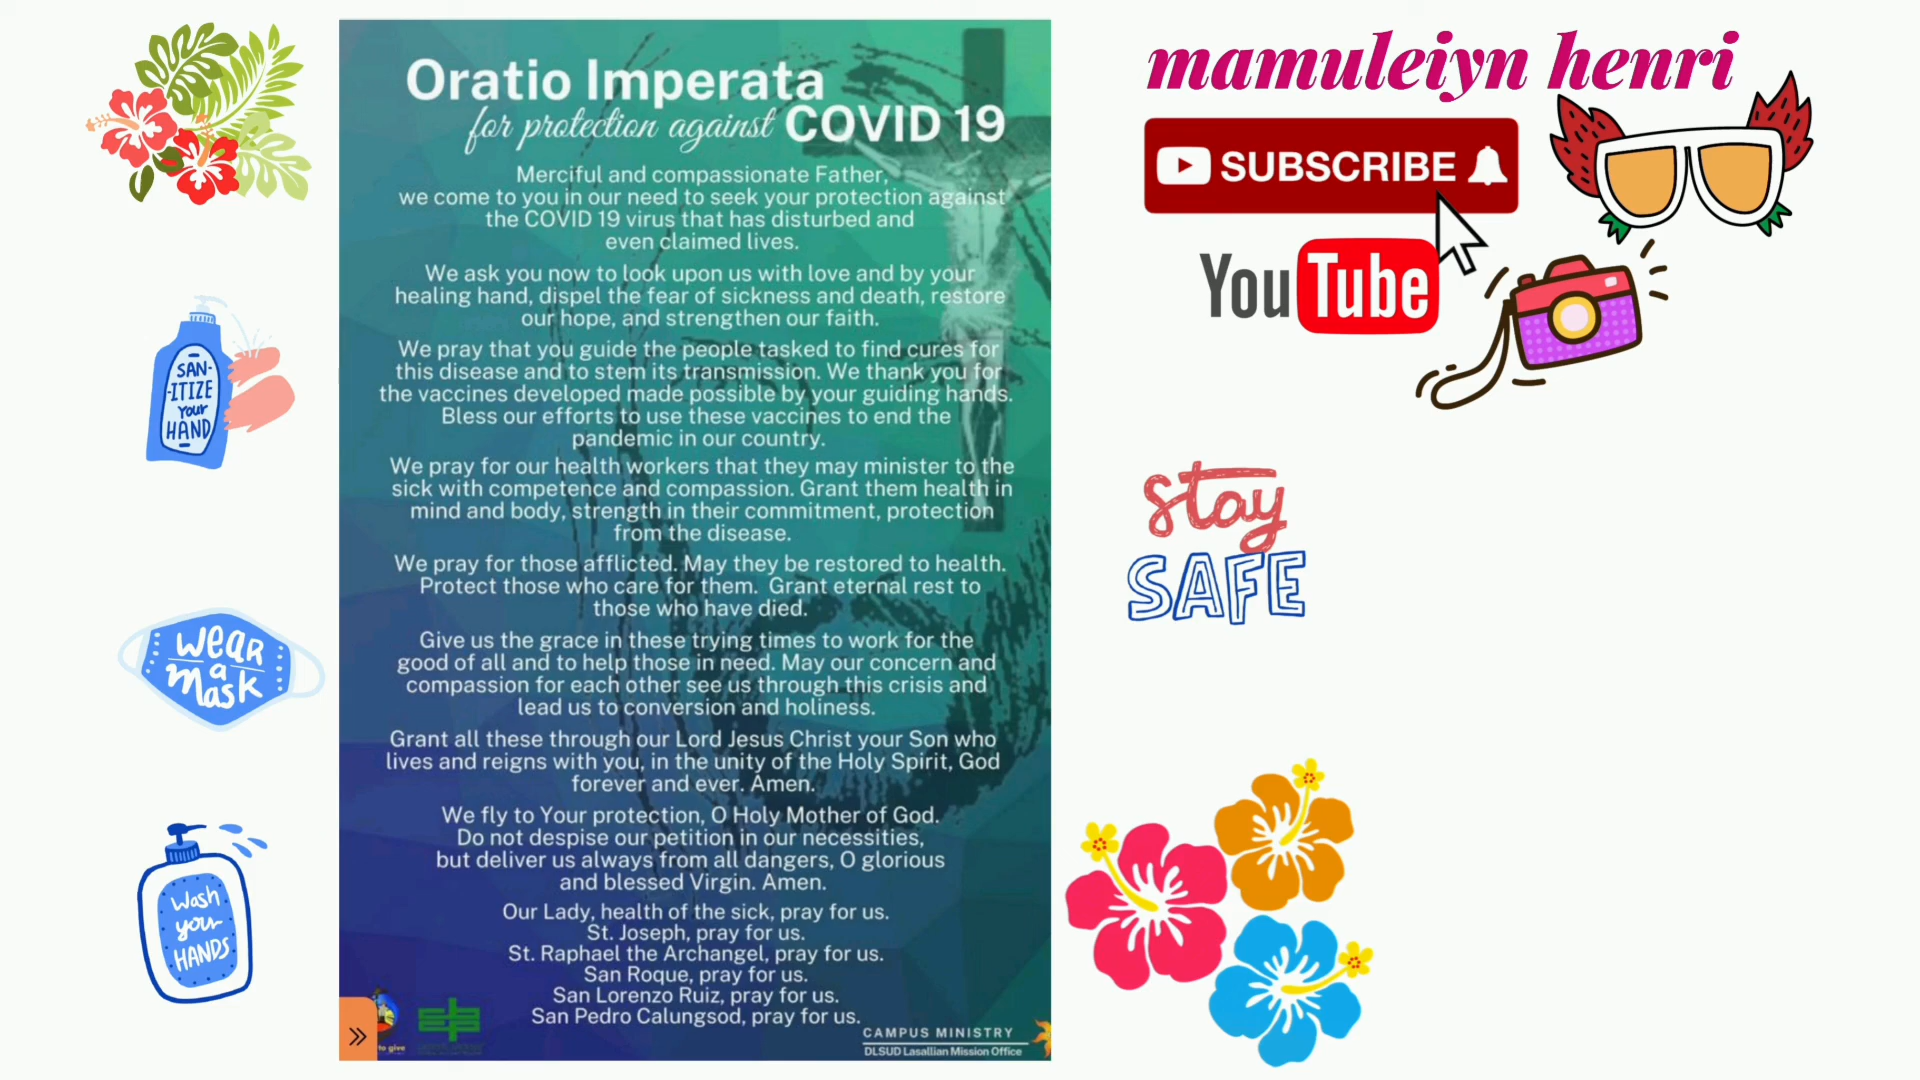 Oratio Imperata
for protection against COVID 19
Merciful and compassionate Father,
we come to you in our need to seek your protection against
the COVID 19 virus that has disturbed and
even claimed lives.
We ask you now to look upon us with love and by your
healing hand, dispel the fear of sickness and death, restore
our hope, and strengthen our faith.
We pray that you guide the people tasked to find cures for
this disease and to stem its transmission. We thank you for
the vaccines developed made possible by your guiding hands.
Bless our efforts to use these vaccines to end the
pandemic in our country.
We pray for our health workers that they may minister to the
sick with competence and compassion. Grant them health in
mind and body, strength in their commitment, protection
from the disease.
We pray for those afflicted. May they be restored to health.
Protect those who care for them. Grant eternal rest to
those who have died.
Give us the grace in these trying times to work for the
good of all and to help those in need. May our concern and
compassion for each other see us through this crisis and
lead us to conversion and holiness.
Grant all these through our Lord Jesus Christ your Son who
lives and reigns with you, in the unity of the Holy Spirit, God
forever and ever. Amen.
We fly to Your protection, O Holy Mother of God.
Do not despise our petition in our necessities,
but deliver us always from all dangers, O glorious
and blessed Virgin. Amen.
Our Lady, health of the sick, pray for us.
St. Joseph, pray for us.
St. Raphael the Archangel, pray for us.
San Roque, pray for us.
San Lorenzo Ruiz, pray for us.
San Pedro Calungsod, pray for us.
to give
CAMPUS MINISTRY
DLSUD Lasallian Mission Office
SAN-
-ITIZE
Your
HAND
wear
a
mask
Wash
your
HANDS
mamuleiyn henri
SUBSCRIBE
YouTube
stay
SAFE